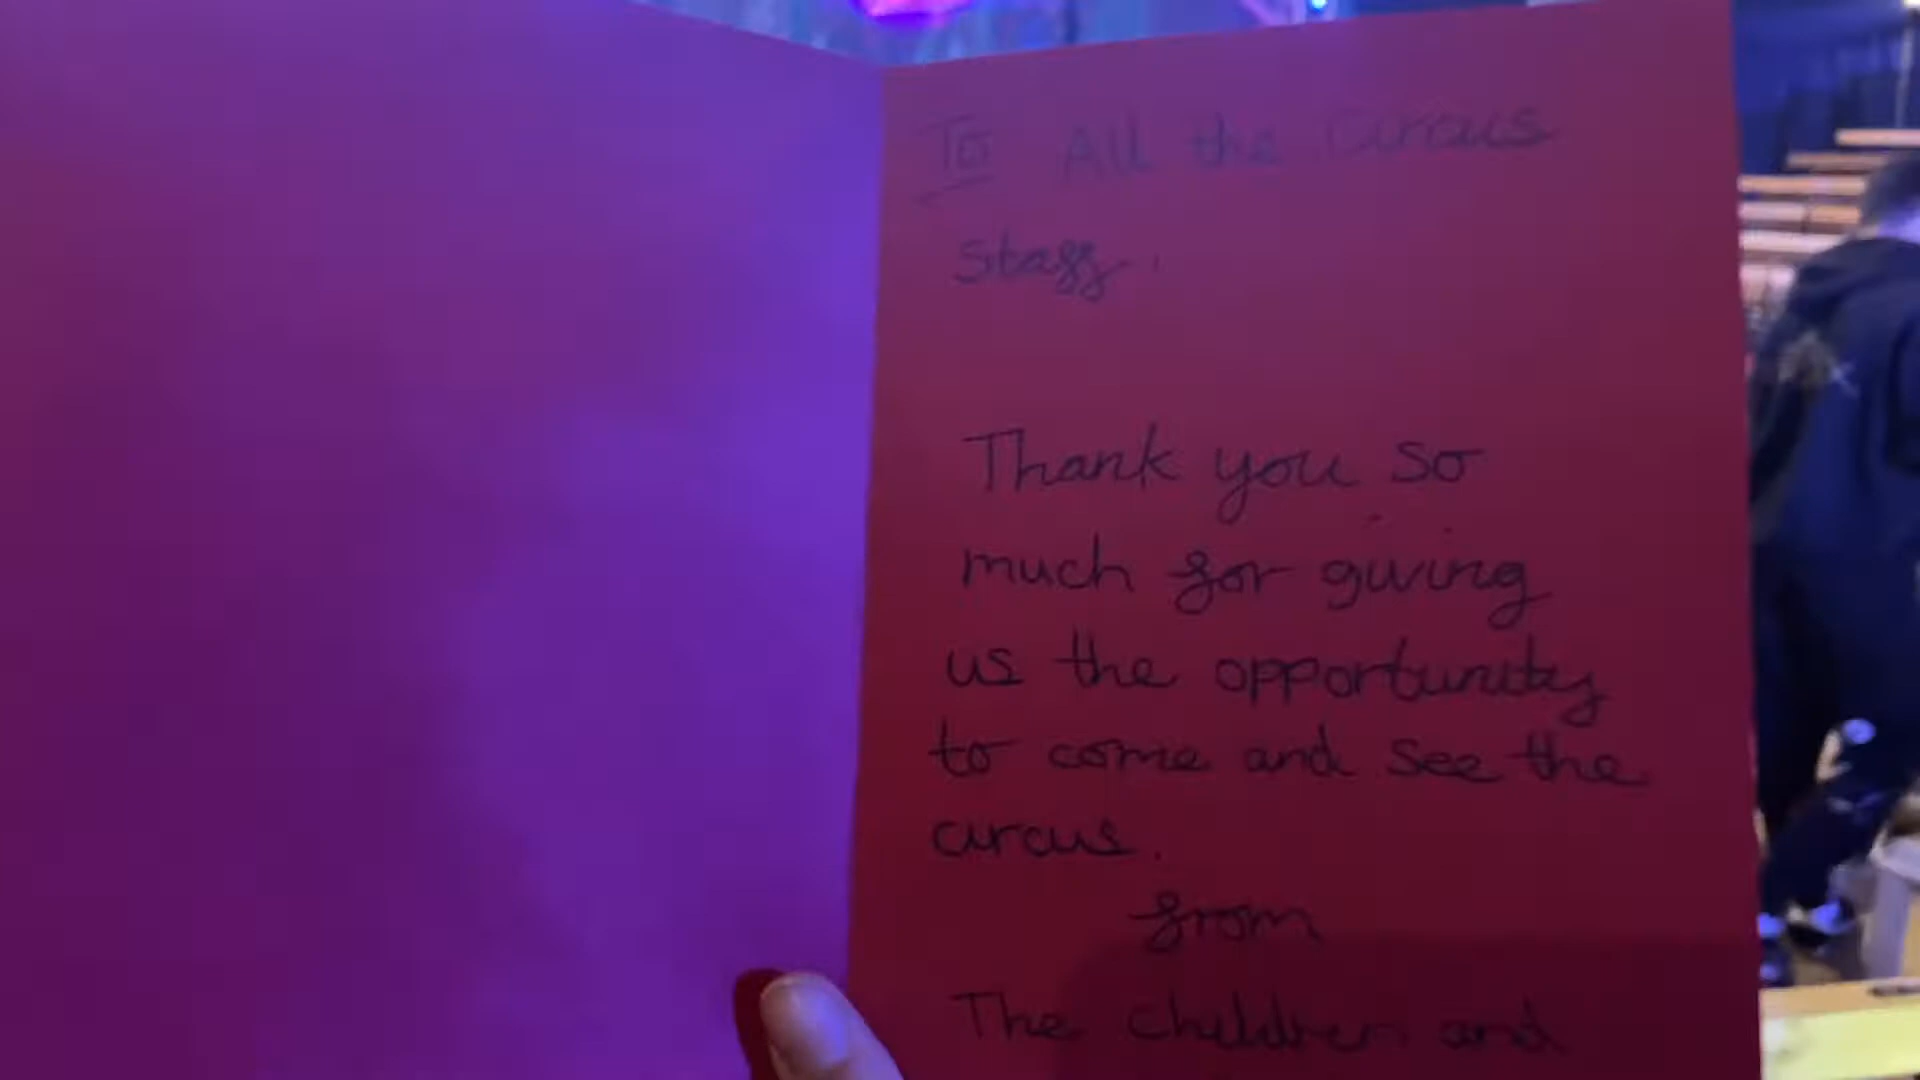 To All the Circus
Staff.
Thank you so
much for giving
us the opportunity
to come and see the
circus.
from
The children and